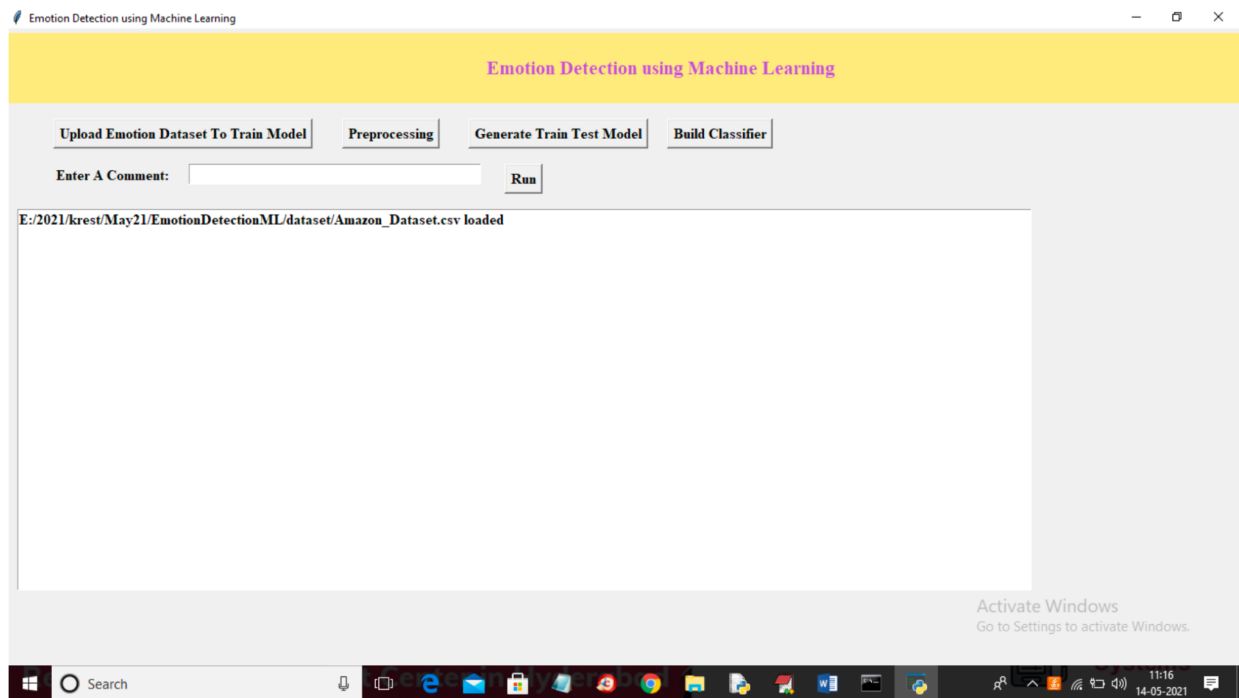 Emotion Detection using Machine Learning
Emotion Detection using Machine Learning
Upload Emotion Dataset To Train Model Preprocessing Generate Train Test Model Build Classifier
Enter A Comment: Run
E:/2021/krest/May21/EmotionDetectionML/dataset/Amazon_Dataset.csv loaded
Activate Windows
Go to Settings to activate Windows.
Search
11:16
14-05-2021